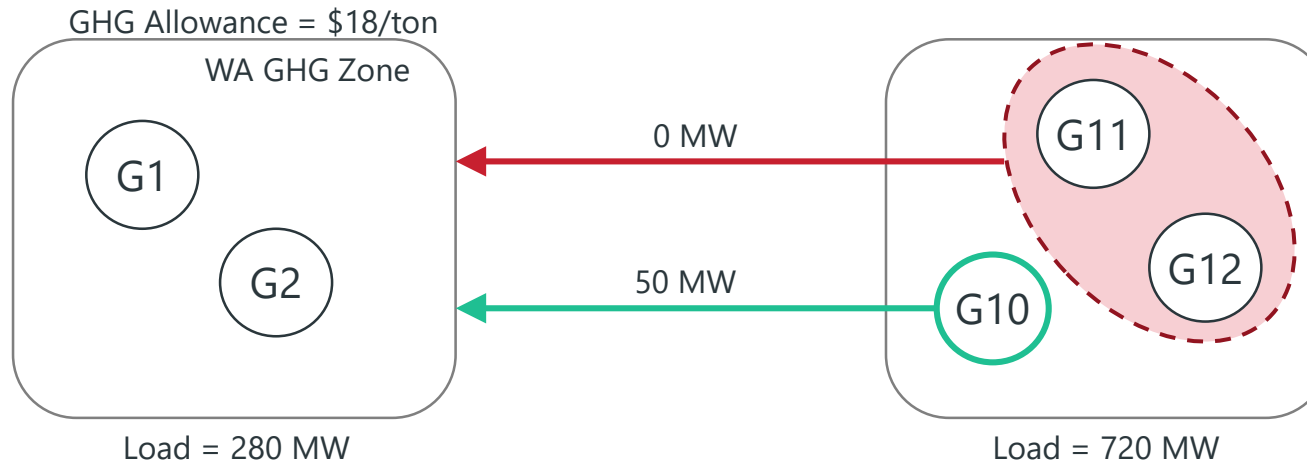 GHG Allowance = $18/ton
WA GHG Zone
G1
G2
0 MW
50 MW
G11
G12
G10
Load = 280 MW
Load = 720 MW